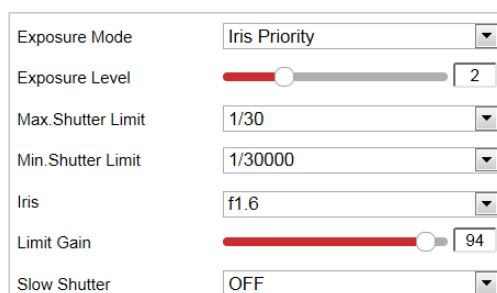 Exposure Mode Iris Priority
Exposure Level 2
Max.Shutter Limit 1/30
Min.Shutter Limit 1/30000
Iris f1.6
Limit Gain 94
Slow Shutter OFF